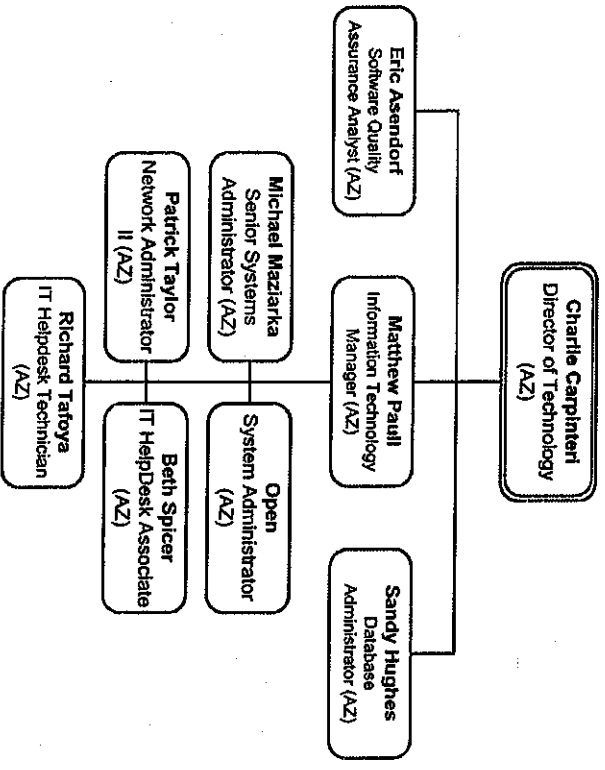 Charlie Carpinteri
Director of Technology
(AZ)
Eric Asendorf
Software Quality
Assurance Analyst (AZ)
Matthew Paull
Information Technology
Manager (AZ)
Sandy Hughes
Database
Administrator (AZ)
Michael Maziarka
Senior Systems
Administrator (AZ)
Open
System Administrator
(AZ)
Patrick Taylor
Network Administrator
II (AZ)
Beth Spicer
IT HelpDesk Associate
(AZ)
Richard Tafoya
IT Helpdesk Technician
(AZ)